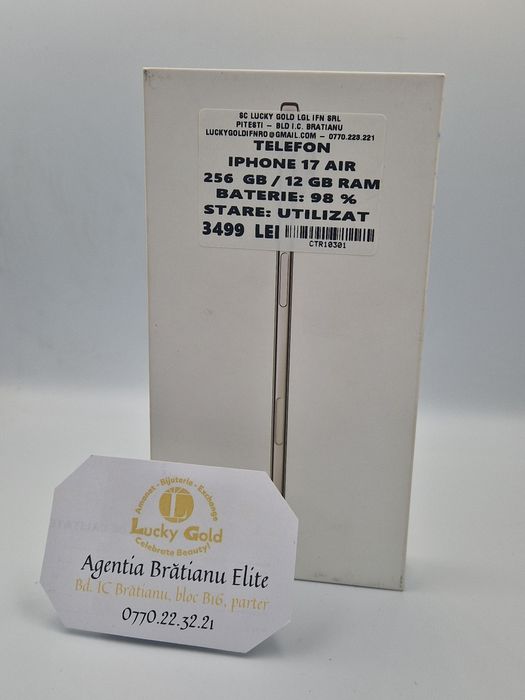 SC LUCKY GOLD LGL IFN SRL
PITESTI – BLD I.C. BRATIANU
LUCKYGOLDIFNRO@GMAIL.COM – 0770.223.221
TELEFON
IPHONE 17 AIR
256 GB / 12 GB RAM
BATERIE: 98 %
STARE: UTILIZAT
3499 LEI
CTR10301
Amanet - Bijuterie - Exchange
L
Lucky Gold
Celebrate Beauty!
Agentia Brătianu Elite
Bd. IC Brătianu, bloc B16, parter
0770.22.32.21